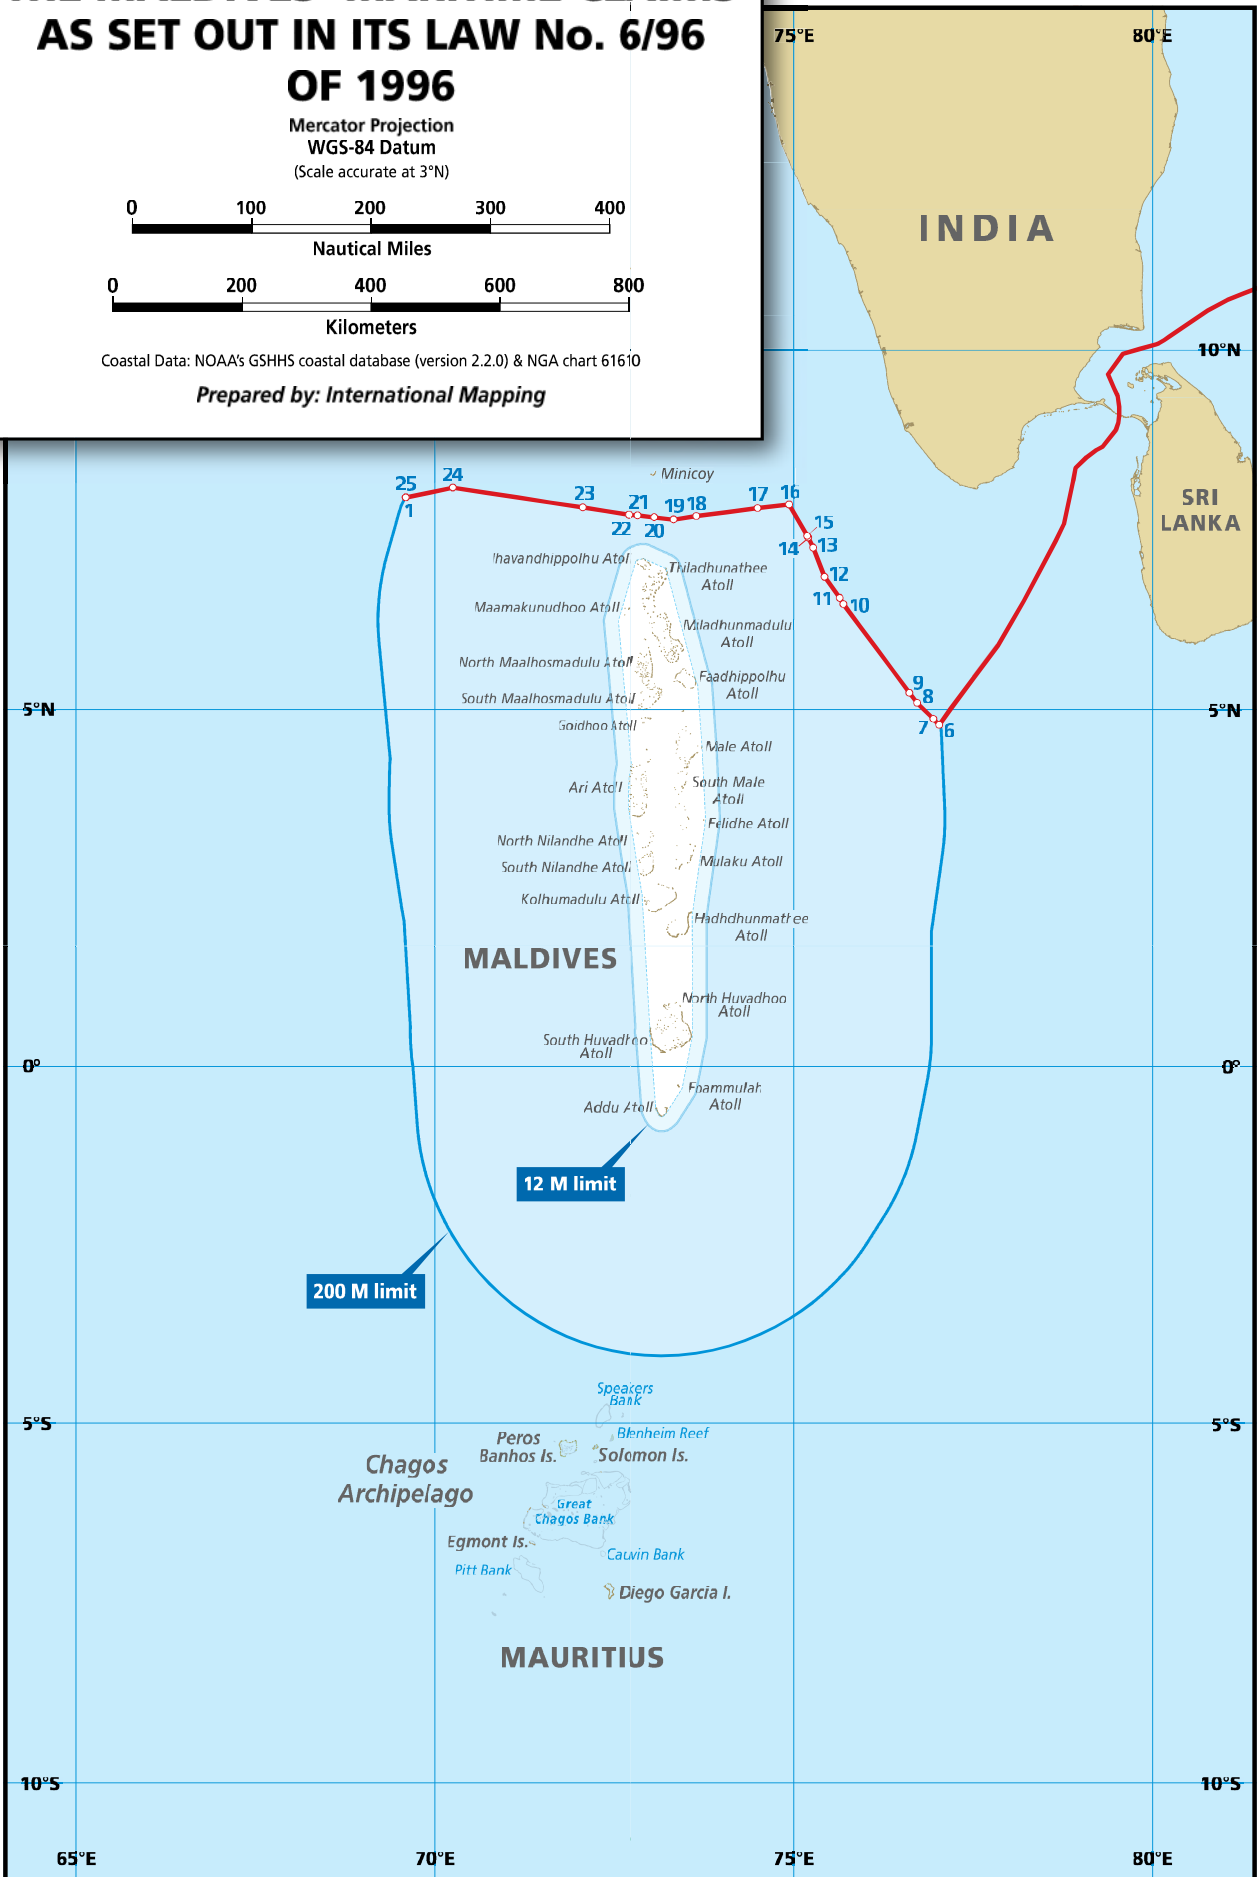 AS SET OUT IN ITS LAW No. 6/96
OF 1996
Mercator Projection
WGS-84 Datum
(Scale accurate at 3°N)
0 100 200 300 400
Nautical Miles
0 200 400 600 800
Kilometers
Coastal Data: NOAA's GSHHS coastal database (version 2.2.0) & NGA chart 61610
Prepared by: International Mapping
75°E 80°E
INDIA
10°N
SRI
LANKA
Minicoy
25 24 23 22 21 20 19 18 17 16
1
15
14 13
12
11 10
9
8
7 6
Ihavandhippolhu Atoll
Thiladhunathee
Atoll
Maamakunudhoo Atoll
Miladhunmadulu
Atoll
North Maalhosmadulu Atoll
Faadhippolhu
Atoll
South Maalhosmadulu Atoll
5°N 5°N
Goidhoo Atoll
Male Atoll
Ari Atoll
South Male
Atoll
Felidhe Atoll
North Nilandhe Atoll
Mulaku Atoll
South Nilandhe Atoll
Kolhumadulu Atoll
Hadhdhunmathee
Atoll
MALDIVES
North Huvadhoo
Atoll
South Huvadhoo
Atoll
0° 0°
Foammulah
Atoll
Addu Atoll
12 M limit
200 M limit
Speakers
Bank
5°S 5°S
Blenheim Reef
Peros
Banhos Is.
Solomon Is.
Chagos
Archipelago
Great
Chagos Bank
Egmont Is.
Cauvin Bank
Pitt Bank
Diego Garcia I.
MAURITIUS
10°S 10°S
65°E 70°E 75°E 80°E